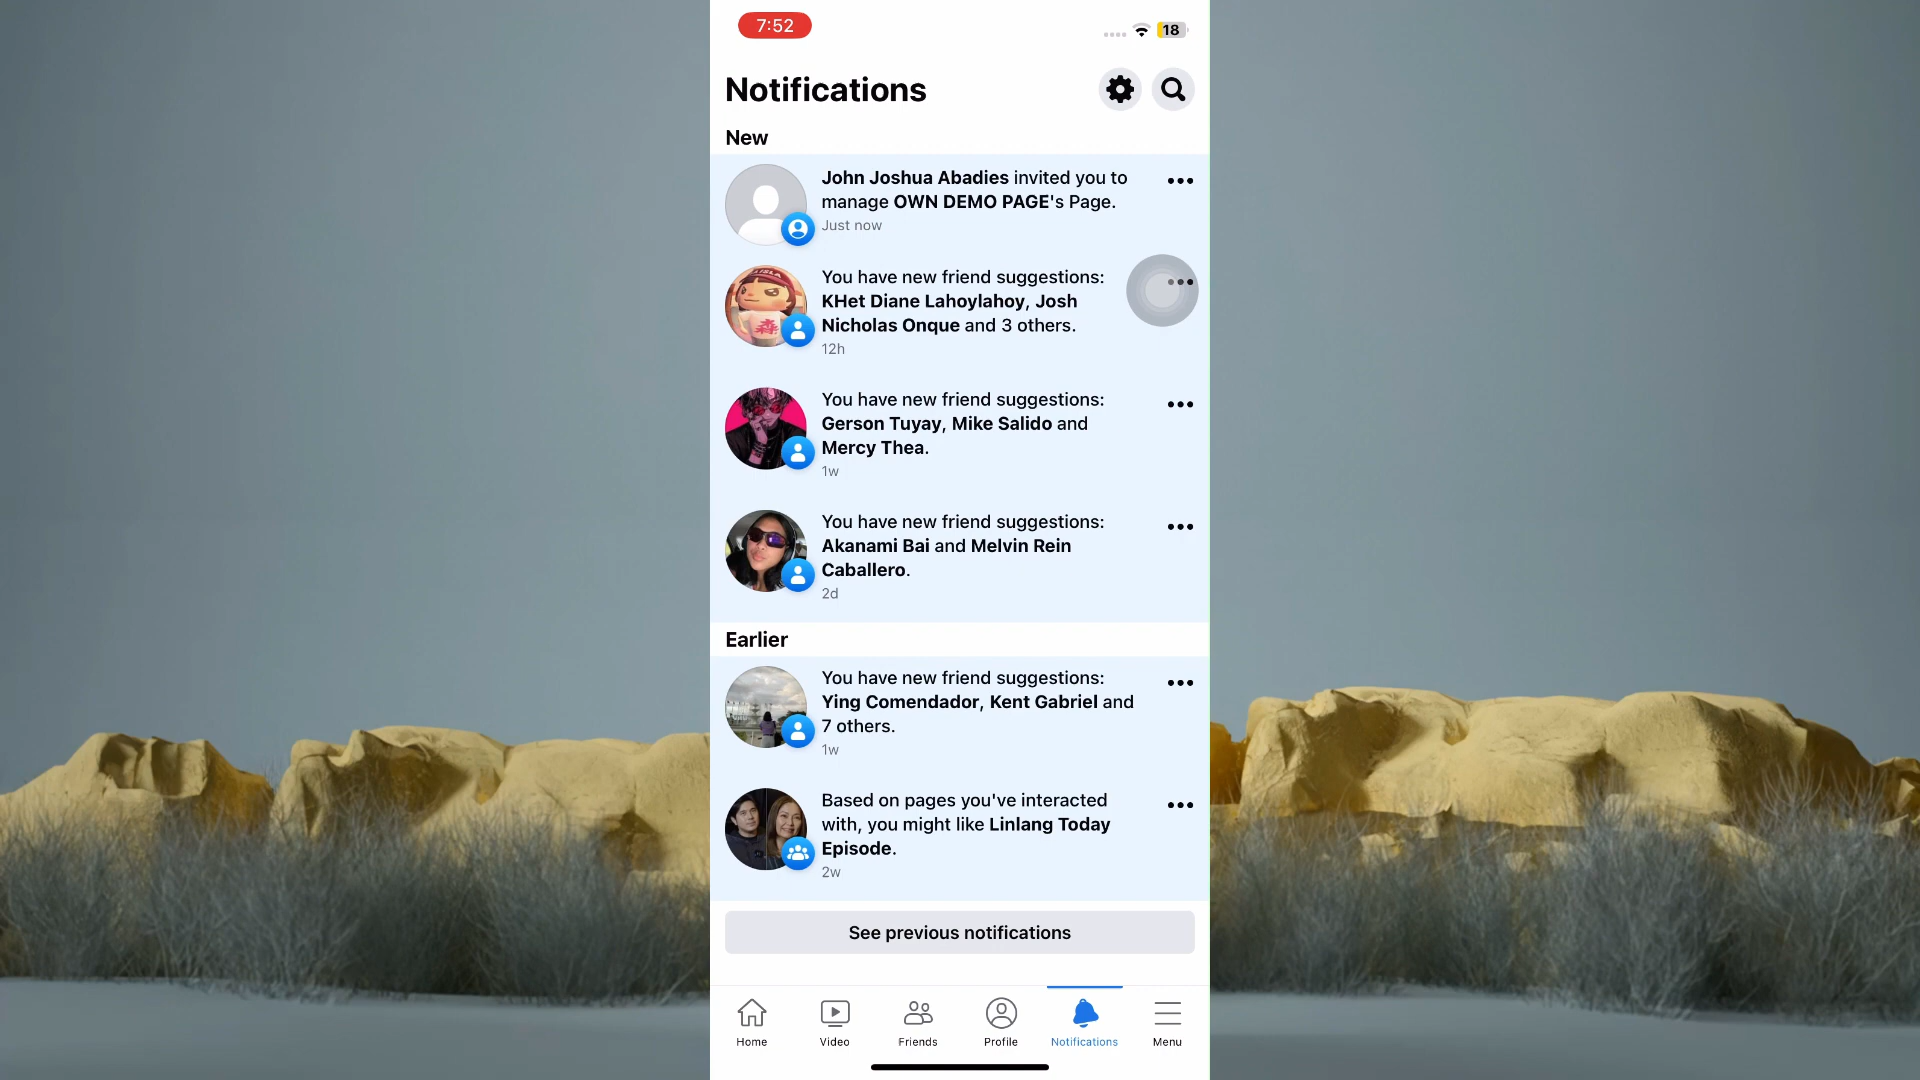 7:52
18
Notifications
New
John Joshua Abadies invited you to
manage OWN DEMO PAGE's Page.
Just now
You have new friend suggestions:
KHet Diane Lahoylahoy, Josh
Nicholas Onque and 3 others.
12h
You have new friend suggestions:
Gerson Tuyay, Mike Salido and
Mercy Thea.
1w
You have new friend suggestions:
Akanami Bai and Melvin Rein
Caballero.
2d
Earlier
You have new friend suggestions:
Ying Comendador, Kent Gabriel and
7 others.
1w
Based on pages you've interacted
with, you might like Linlang Today
Episode.
2w
See previous notifications
Home
Video
Friends
Profile
Notifications
Menu